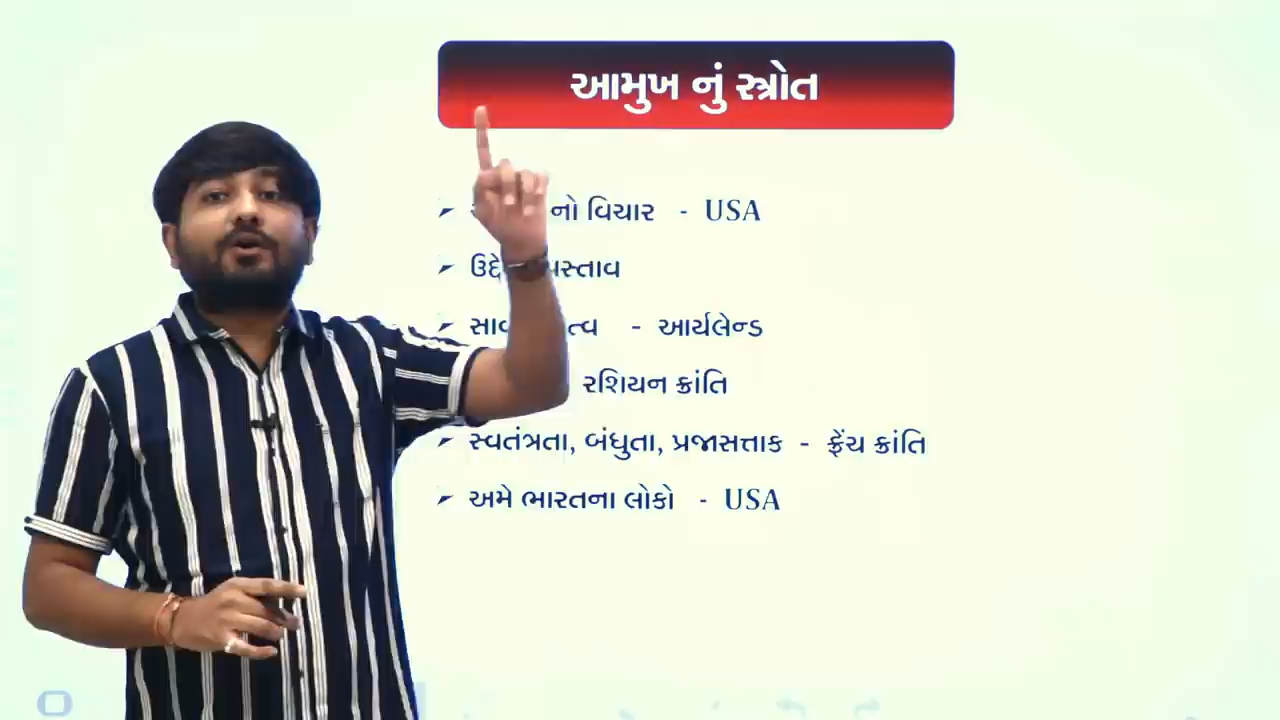 આમુખ નું સ્ત્રોત
નો વિચાર - USA
- આર્યલેન્ડ
રશિયન ક્રાંતિ
સ્વતંત્રતા, બંધુતા, પ્રજાસત્તાક - ફ્રેંચ ક્રાંતિ
અમે ભારતના લોકો - USA